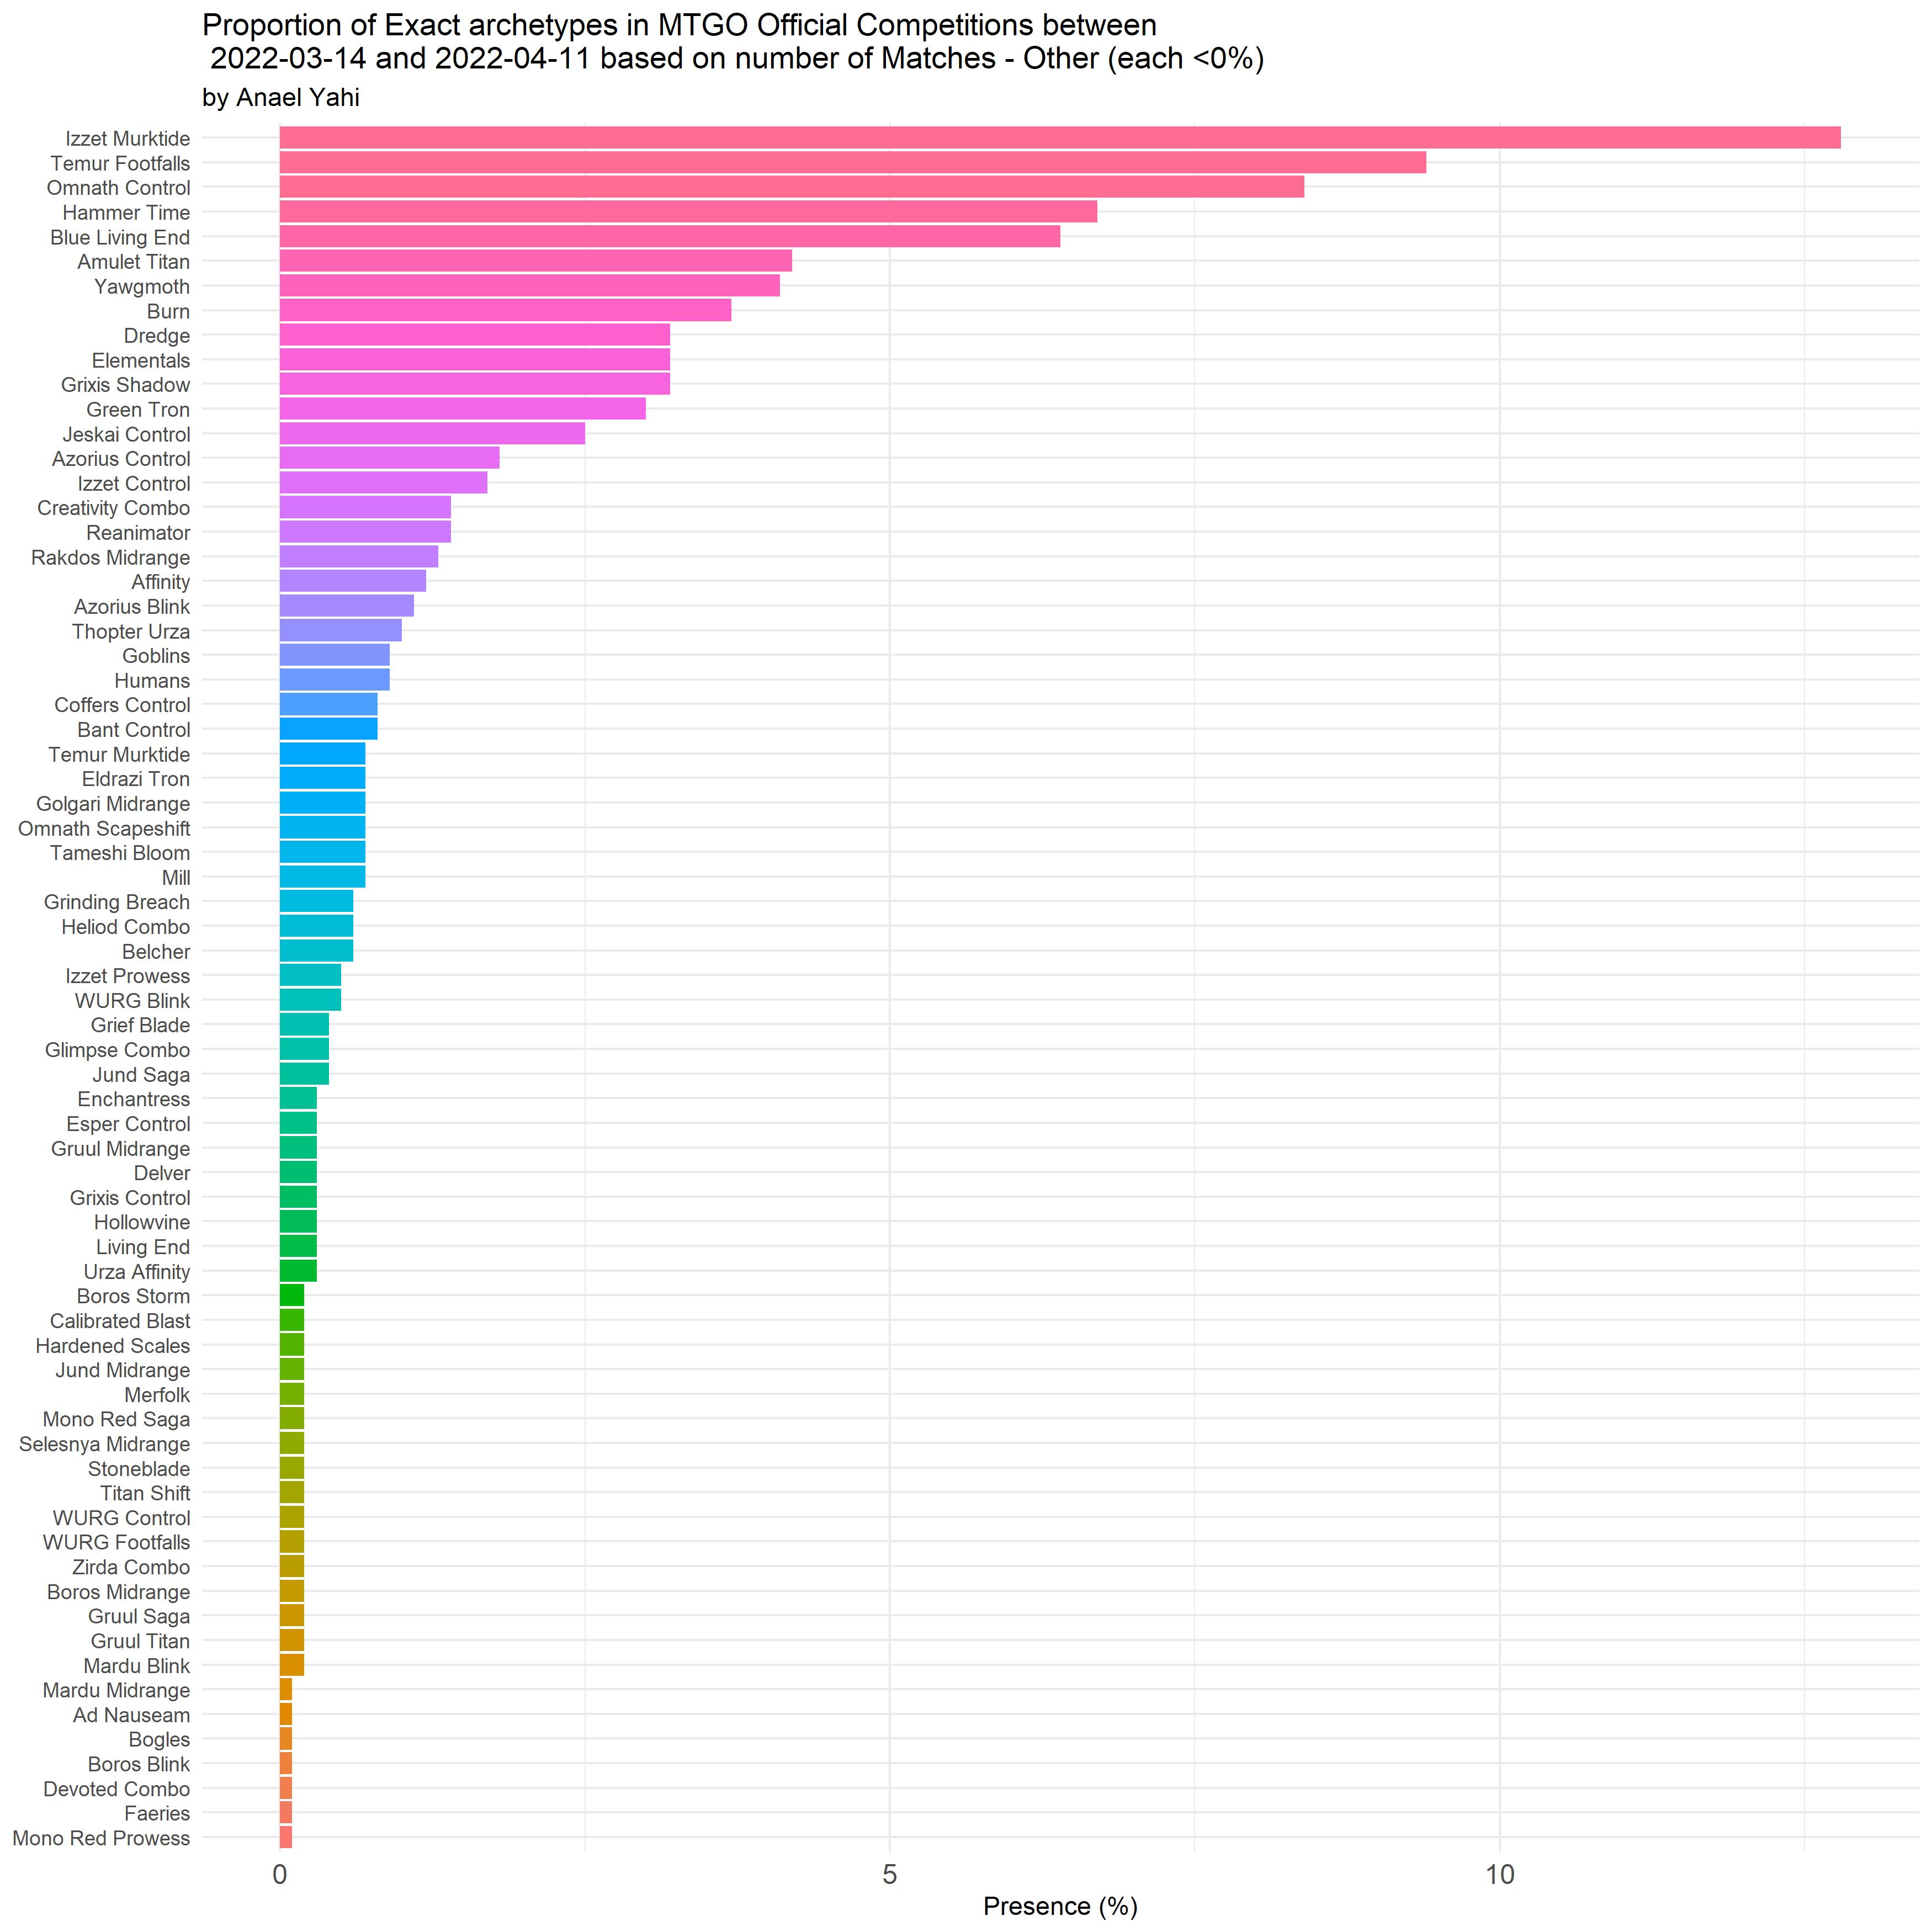 Proportion of Exact archetypes in MTGO Official Competitions between
2022-03-14 and 2022-04-11 based on number of Matches - Other (each <0%)
by Anael Yahi
Izzet Murktide
Temur Footfalls
Omnath Control
Hammer Time
Blue Living End
Amulet Titan
Yawgmoth
Burn
Dredge
Elementals
Grixis Shadow
Green Tron
Jeskai Control
Azorius Control
Izzet Control
Creativity Combo
Reanimator
Rakdos Midrange
Affinity
Azorius Blink
Thopter Urza
Goblins
Humans
Coffers Control
Bant Control
Temur Murktide
Eldrazi Tron
Golgari Midrange
Omnath Scapeshift
Tameshi Bloom
Mill
Grinding Breach
Heliod Combo
Belcher
Izzet Prowess
WURG Blink
Grief Blade
Glimpse Combo
Jund Saga
Enchantress
Esper Control
Gruul Midrange
Delver
Grixis Control
Hollowvine
Living End
Urza Affinity
Boros Storm
Calibrated Blast
Hardened Scales
Jund Midrange
Merfolk
Mono Red Saga
Selesnya Midrange
Stoneblade
Titan Shift
WURG Control
WURG Footfalls
Zirda Combo
Boros Midrange
Gruul Saga
Gruul Titan
Mardu Blink
Mardu Midrange
Ad Nauseam
Bogles
Boros Blink
Devoted Combo
Faeries
Mono Red Prowess
0 5 10
Presence (%)